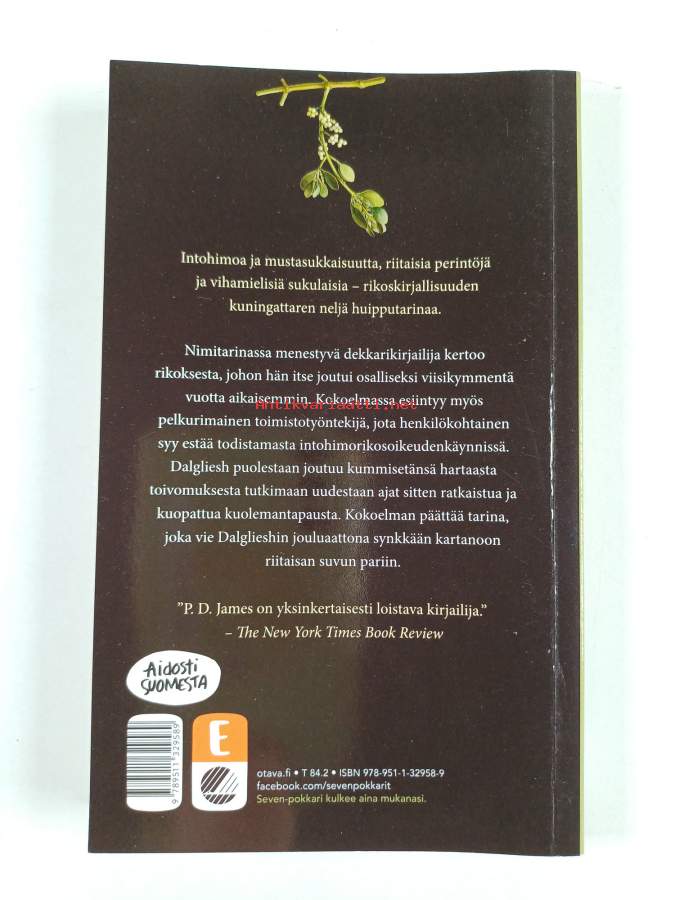 Intohimoa ja mustasukkaisuutta, riitaisia perintöjä
ja vihamielisiä sukulaisia – rikoskirjallisuuden
kuningattaren neljä huipputarinaa.
Nimitarinassa menestyvä dekkarikirjailija kertoo
rikoksesta, johon hän itse joutui osalliseksi viisikymmentä
vuotta aikaisemmin. Kokoelmassa esiintyy myös
Antikvariaatti.net
pelkurimainen toimistotyöntekijä, jota henkilökohtainen
syy estää todistamasta intohimorikosoikeudenkäynnissä.
Dalgliesh puolestaan joutuu kummisetänsä hartaasta
toivomuksesta tutkimaan uudestaan ajat sitten ratkaistua ja
kuopattua kuolemantapausta. Kokoelman päättää tarina,
joka vie Dalglieshin jouluaattona synkkään kartanoon
riitaisan suvun pariin.
”P. D. James on yksinkertaisesti loistava kirjailija.”
– The New York Times Book Review
Aidosti
SUOMESTA
E
9 789511 329589
otava.fi • T 84.2 • ISBN 978-951-1-32958-9
facebook.com/sevenpokkarit
Seven-pokkari kulkee aina mukanasi.